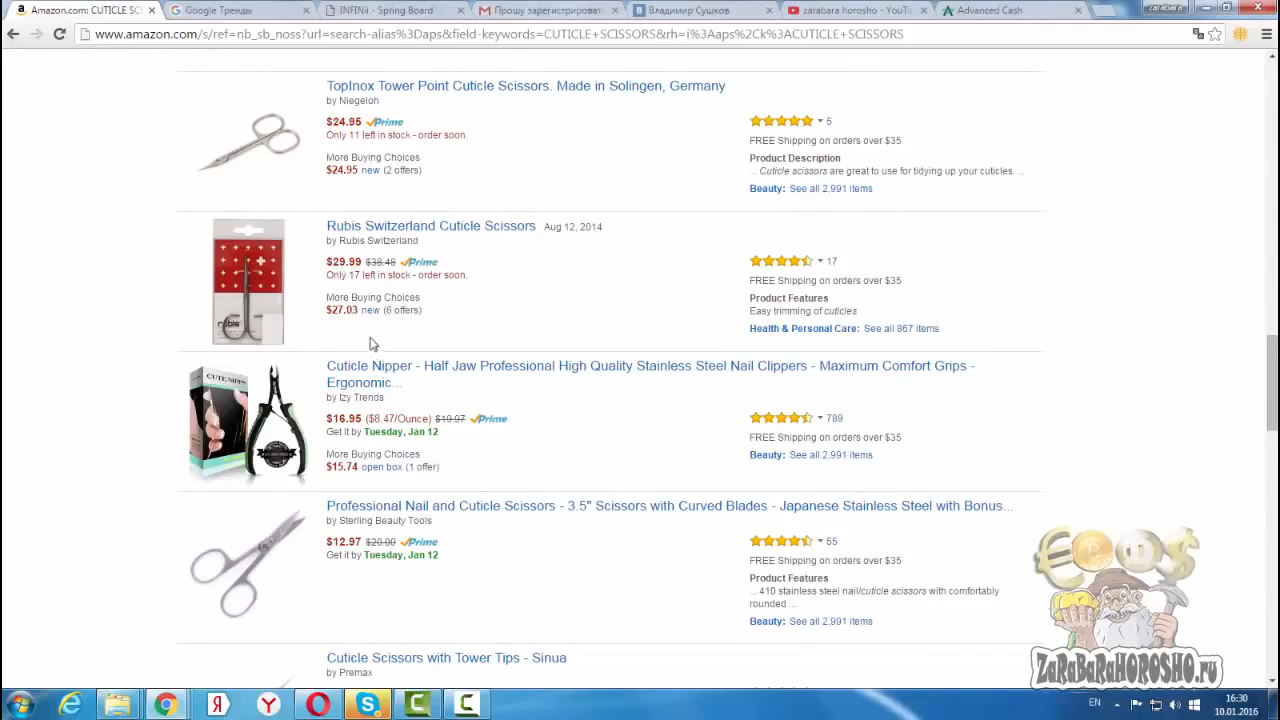 Amazon.com: CUTICLE SC
Google Тренды
INFINii - Spring Board
Прошу зарегистрироват
Владимир Сушков
zarabara horosho - YouTu
Advanced Cash
zarabara
www.amazon.com/s/ref=nb_sb_noss?url=search-alias%3Daps&field-keywords=CUTICLE+SCISSORS&rh=i%3Aaps%2Ck%3ACUTICLE+SCISSORS
TopInox Tower Point Cuticle Scissors. Made in Solingen, Germany
by Niegeloh
$24.95 Prime
Only 11 left in stock - order soon.
More Buying Choices
$24.95 new (2 offers)
5
FREE Shipping on orders over $35
Product Description
... Cuticle scissors are great to use for tidying up your cuticles. ...
Beauty: See all 2,991 items
Rubis Switzerland Cuticle Scissors Aug 12, 2014
by Rubis Switzerland
$29.99 $38.48 Prime
Only 17 left in stock - order soon.
More Buying Choices
$27.03 new (6 offers)
17
FREE Shipping on orders over $35
Product Features
Easy trimming of cuticles
Health & Personal Care: See all 867 items
rubis
Cuticle Nipper - Half Jaw Professional High Quality Stainless Steel Nail Clippers - Maximum Comfort Grips -
Ergonomic...
by Izy Trends
$16.95 ($8.47/Ounce) $19.97 Prime
Get it by Tuesday, Jan 12
More Buying Choices
$15.74 open box (1 offer)
789
FREE Shipping on orders over $35
Beauty: See all 2,991 items
CUTE NIPPS
Professional Nail and Cuticle Scissors - 3.5" Scissors with Curved Blades - Japanese Stainless Steel with Bonus...
by Sterling Beauty Tools
$12.97 $20.00 Prime
Get it by Tuesday, Jan 12
55
FREE Shipping on orders over $35
Product Features
... 410 stainless steel nail/cuticle scissors with comfortably
rounded ...
Beauty: See all 2,991 items
Cuticle Scissors with Tower Tips - Sinua
by Premax
ZaRaBaRaHOROSHO.ру
EN
16:30
10.01.2016